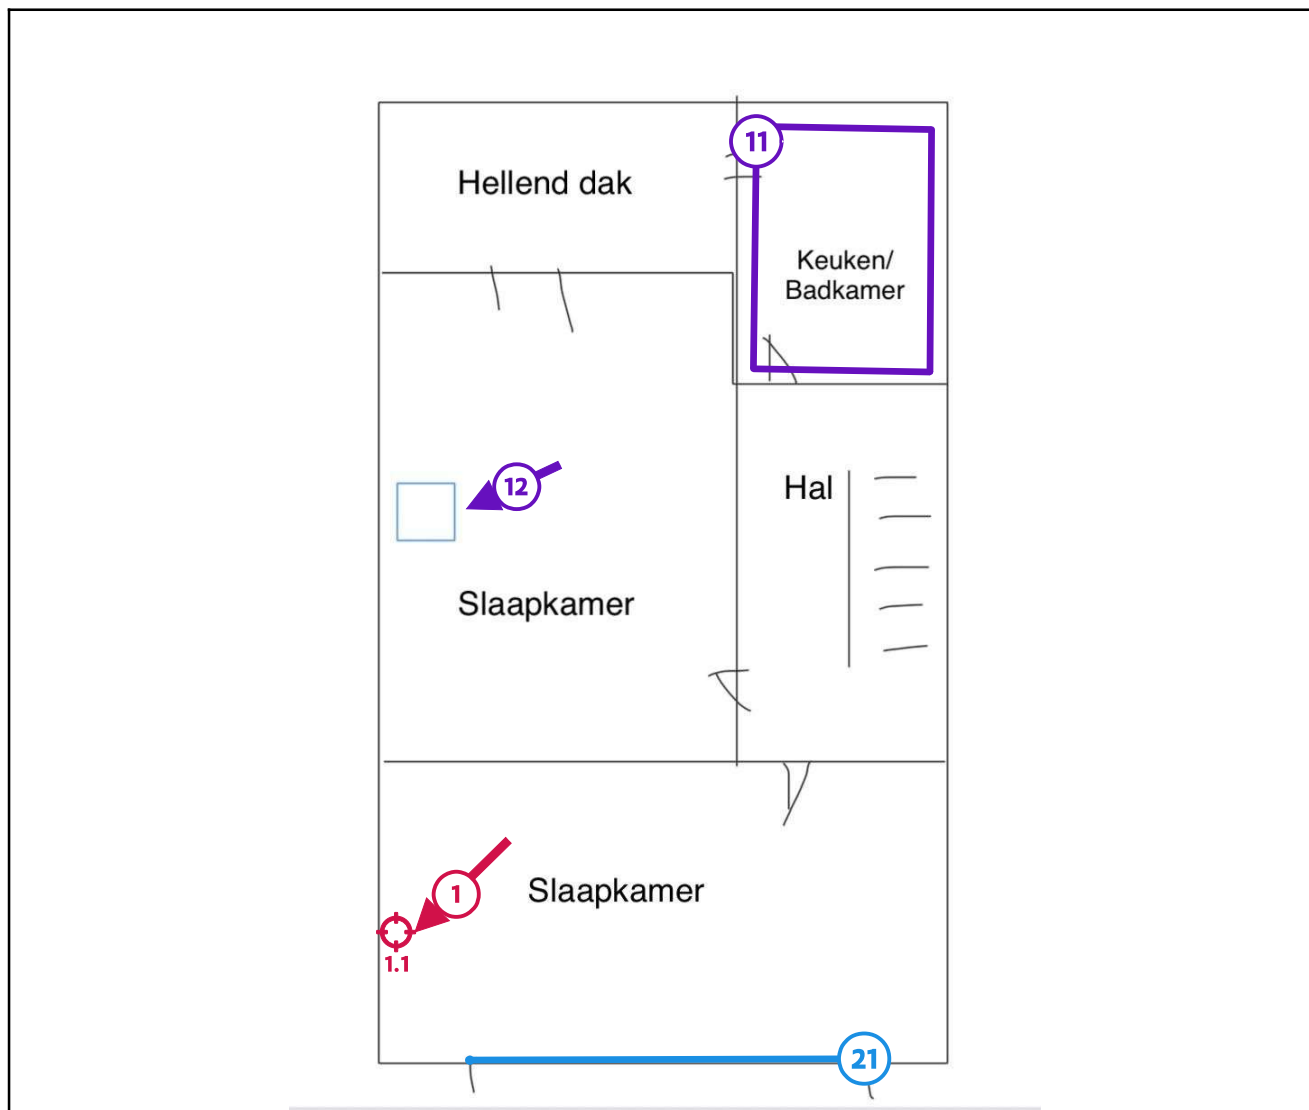 11
Hellend dak
Keuken/
Badkamer
12
Hal
Slaapkamer
1
Slaapkamer
1.1
21